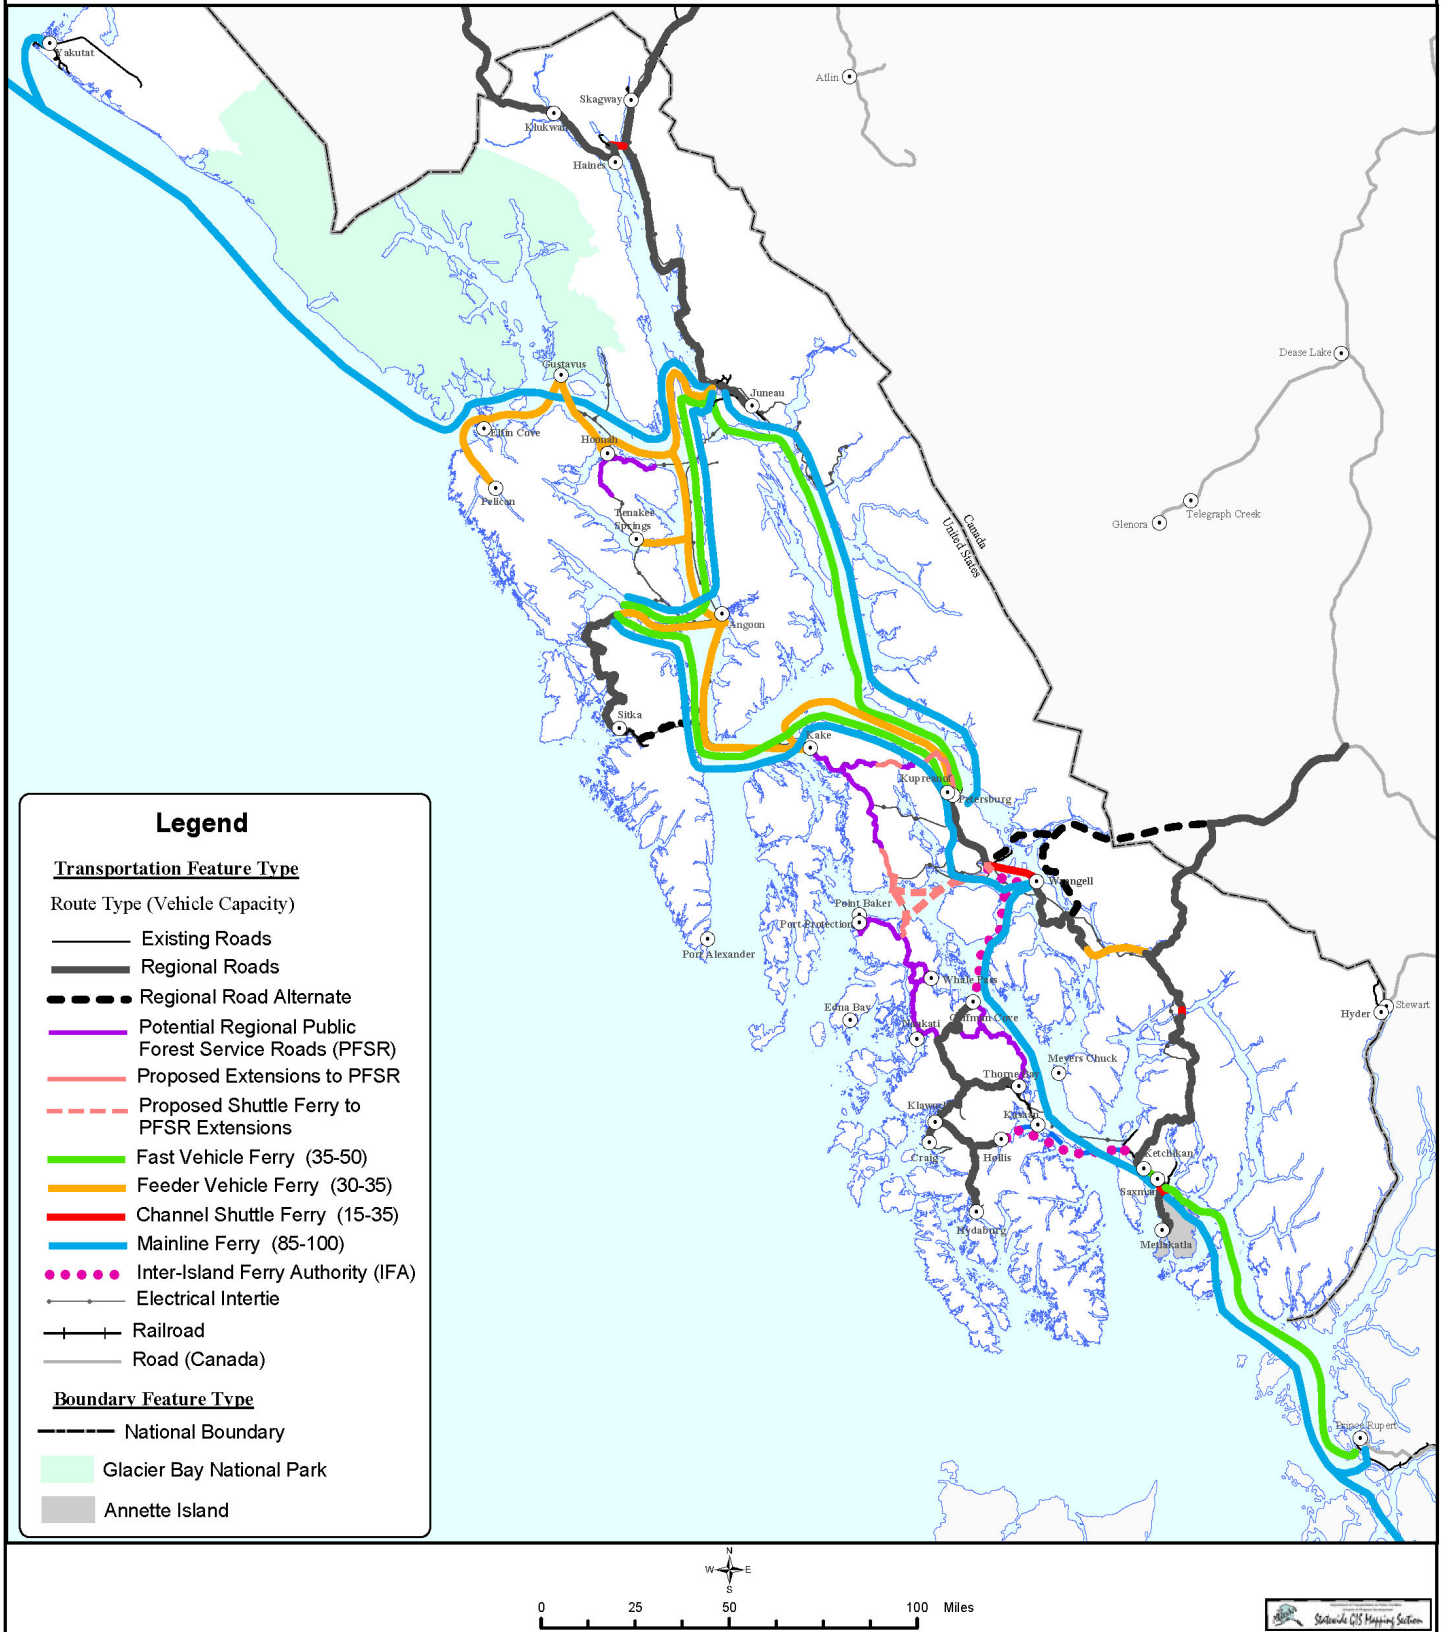 Yakutat
Skagway
Klukwan
Haines
Atlin
Dease Lake
Gustavus
Juneau
Elfin Cove
Hoonah
Pelican
Tenakee
Springs
Telegraph Creek
Glenora
Canada
United States
Angoon
Sitka
Kake
Kupreanof
Petersburg
Wrangell
Point Baker
Port Protection
Port Alexander
Whale Pass
Edna Bay
Coffman Cove
Naukati
Stewart
Hyder
Meyers Chuck
Thorne Bay
Klawock
Kasaan
Craig
Hollis
Ketchikan
Saxman
Hydaburg
Metlakatla
Prince Rupert
Legend
Transportation Feature Type
Route Type (Vehicle Capacity)
Existing Roads
Regional Roads
Regional Road Alternate
Potential Regional Public
Forest Service Roads (PFSR)
Proposed Extensions to PFSR
Proposed Shuttle Ferry to
PFSR Extensions
Fast Vehicle Ferry (35-50)
Feeder Vehicle Ferry (30-35)
Channel Shuttle Ferry (15-35)
Mainline Ferry (85-100)
Inter-Island Ferry Authority (IFA)
Electrical Intertie
Railroad
Road (Canada)
Boundary Feature Type
National Boundary
Glacier Bay National Park
Annette Island
N
W E
S
0 25 50 100 Miles
Statewide GIS Mapping Section